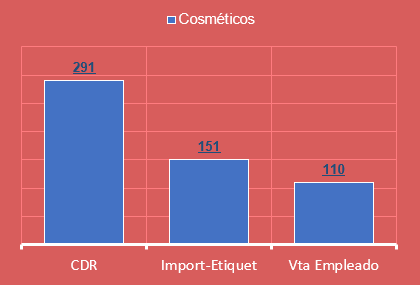 Cosméticos
291
151
110
CDR
Import-Etiquet
Vta Empleado